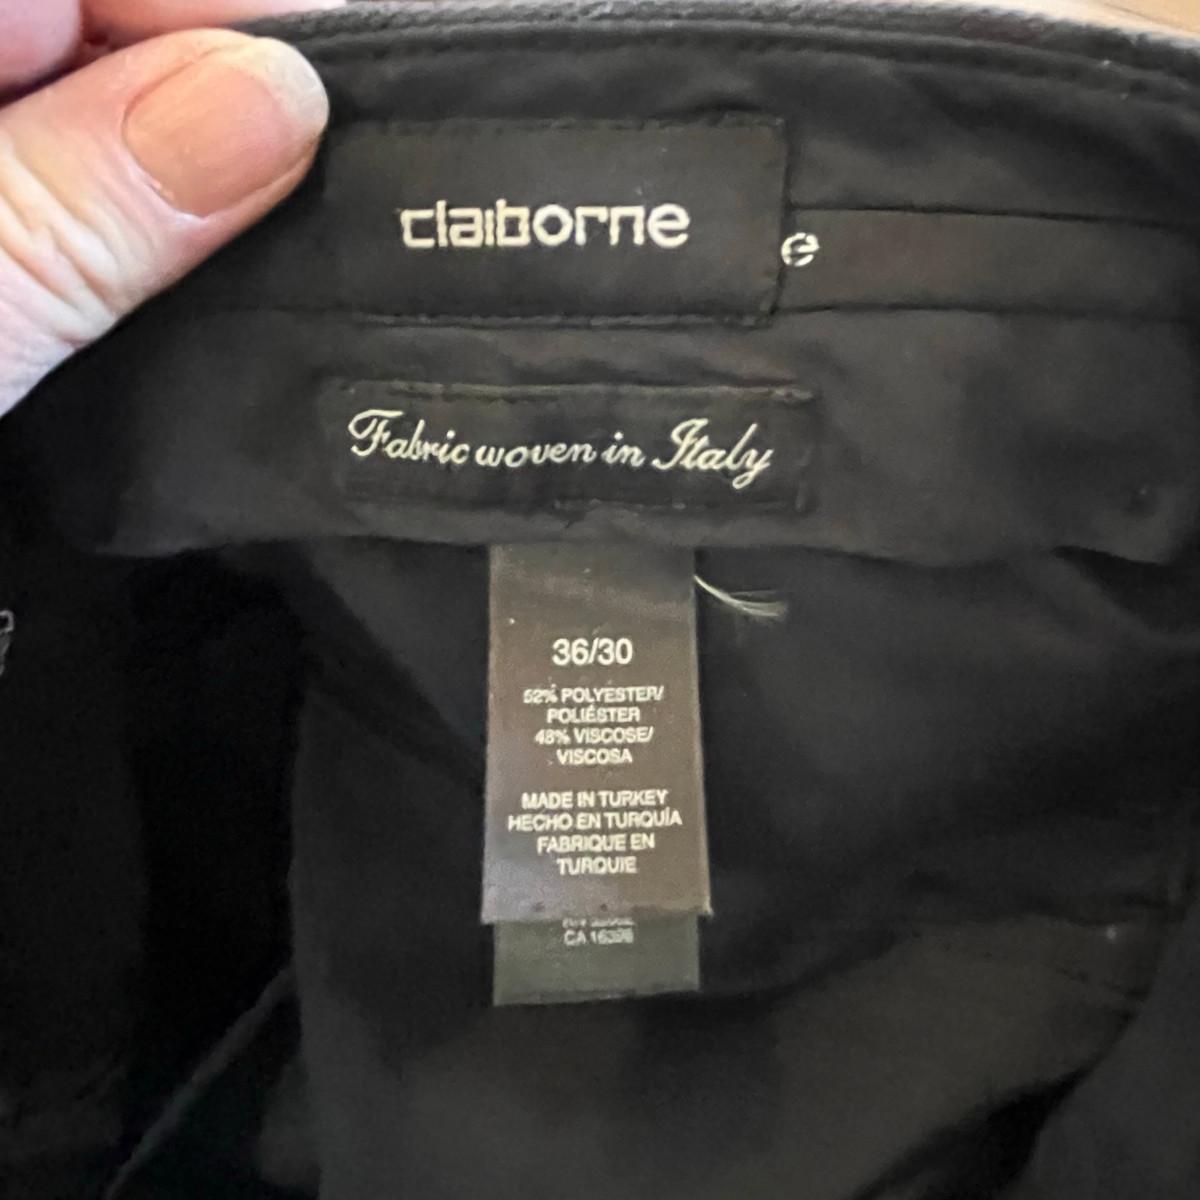 claiborne
e
Fabric woven in Italy
36/30
52% POLYESTER/
POLIÉSTER
48% VISCOSE/
VISCOSA
MADE IN TURKEY
HECHO EN TURQUÍA
FABRIQUE EN
TURQUIE
CA